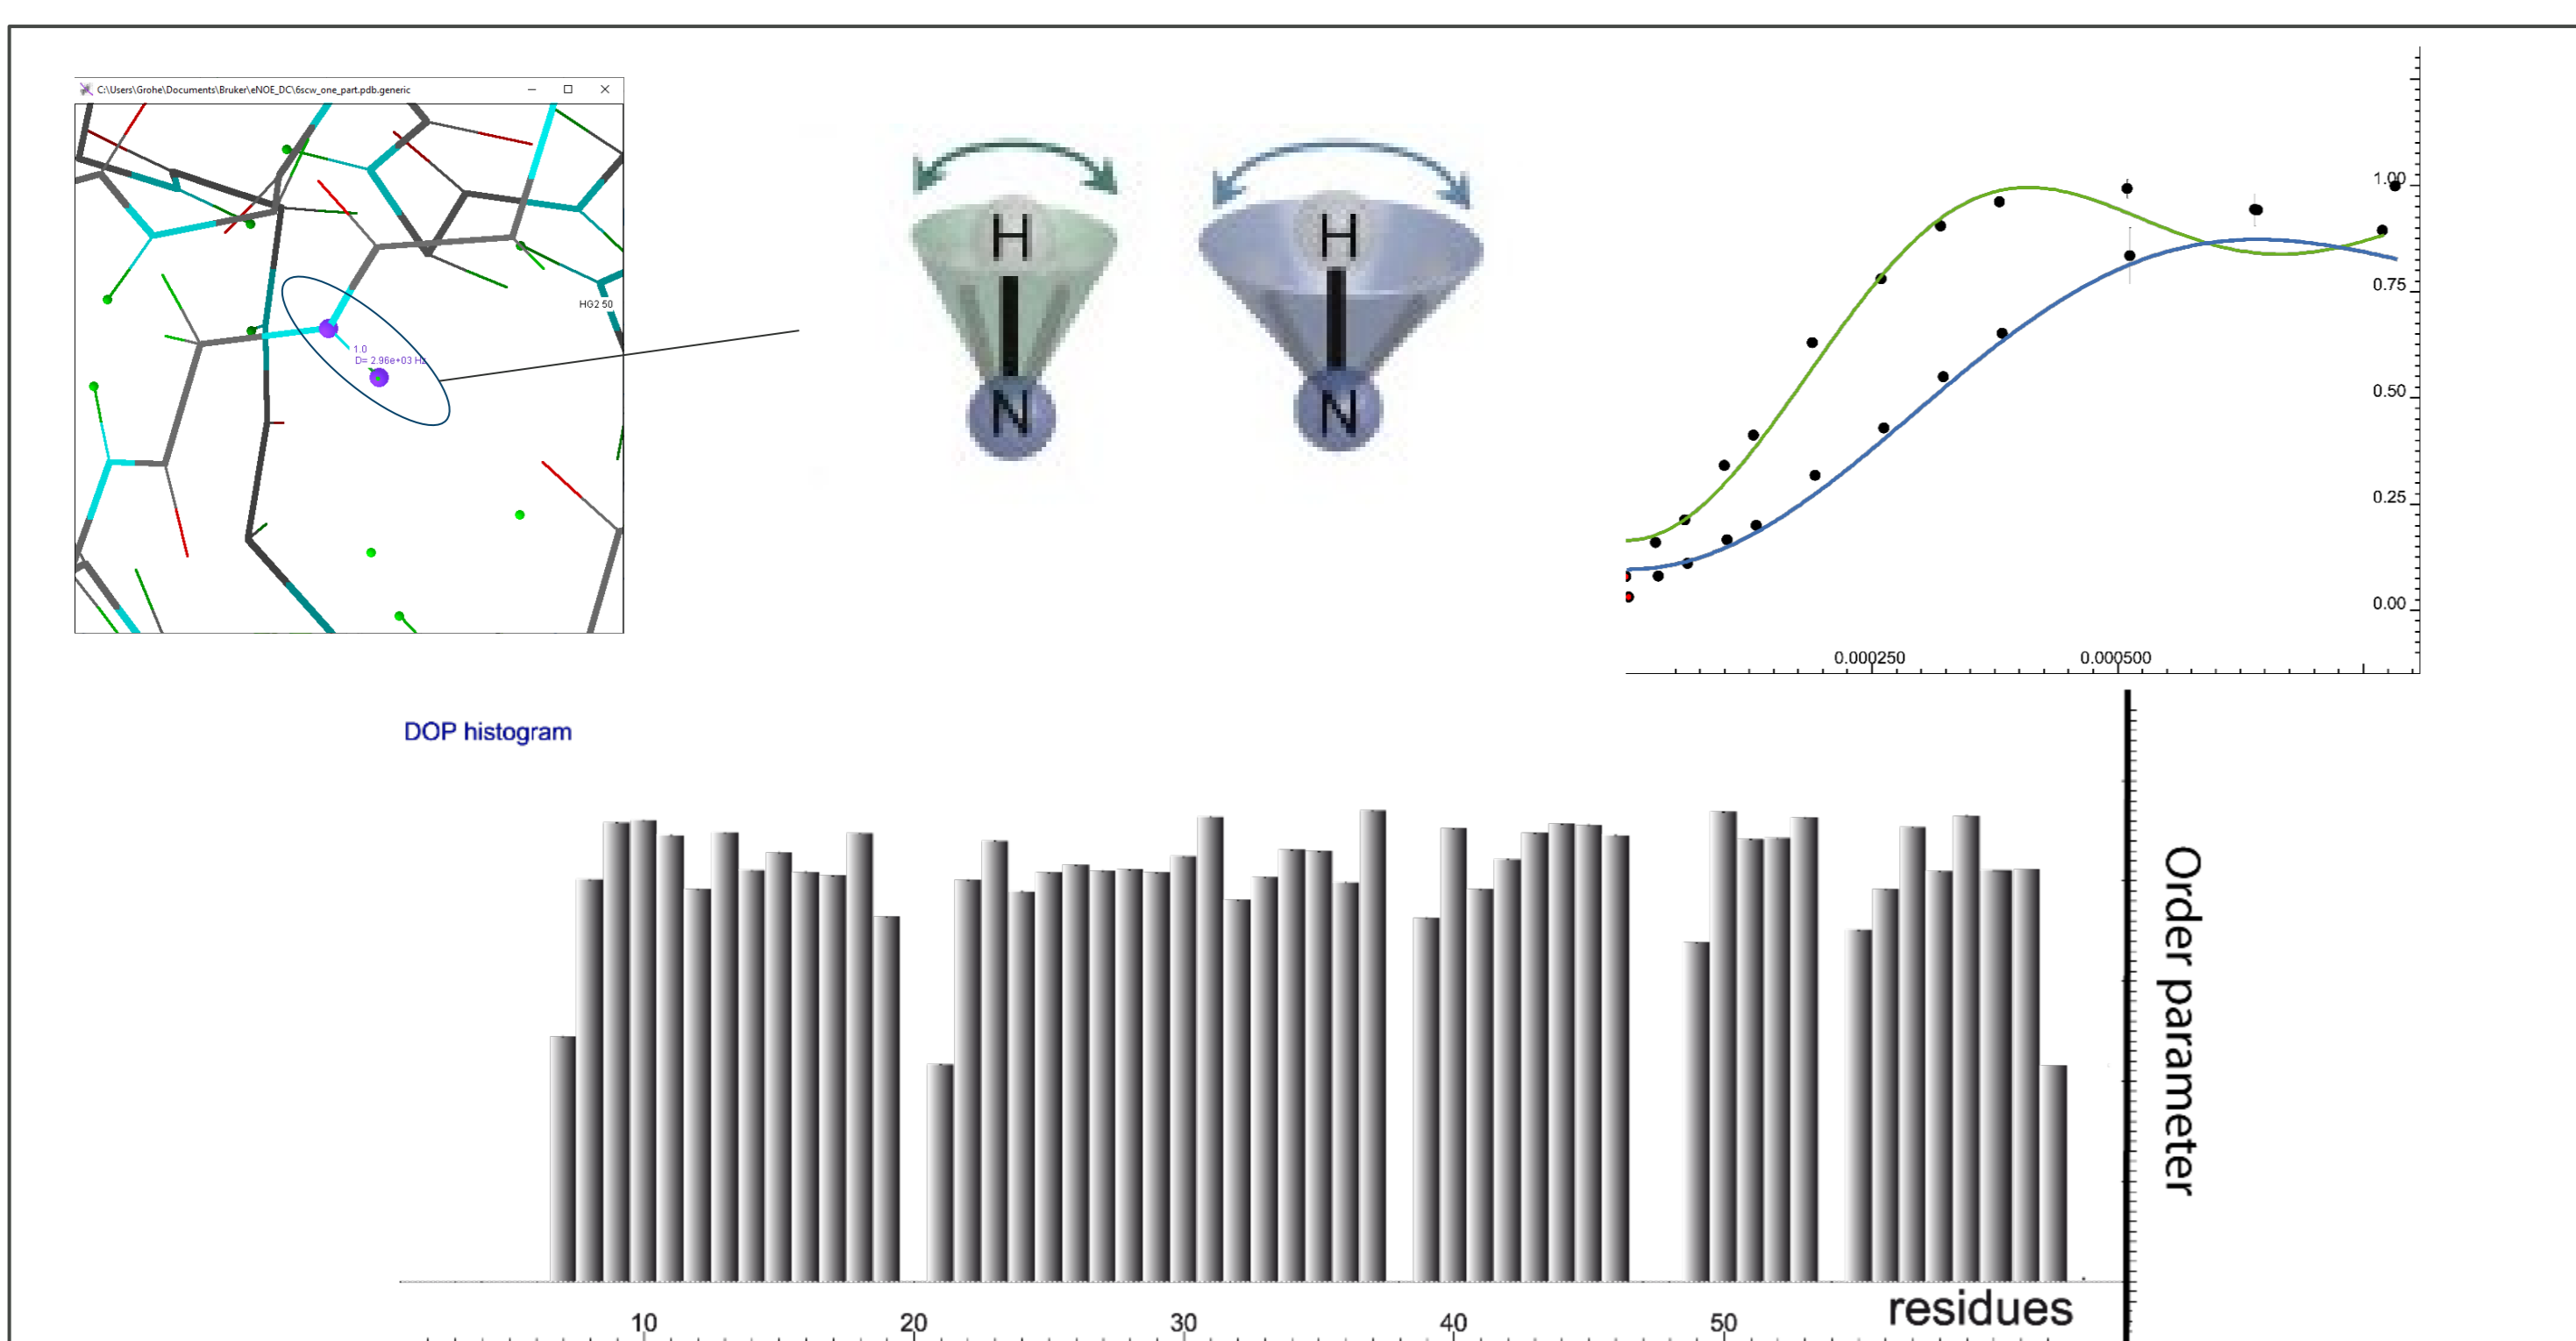 C:\Users\Grohe\Documents\Bruker\eNOE_DC\6scw_one_part.pdb.generic
HG2 50
1.0
D= 2.96e+03 Hz
H
H
N
N
1.00
0.75
0.50
0.25
0.00
0.000250
0.000500
DOP histogram
Order parameter
residues
10
20
30
40
50